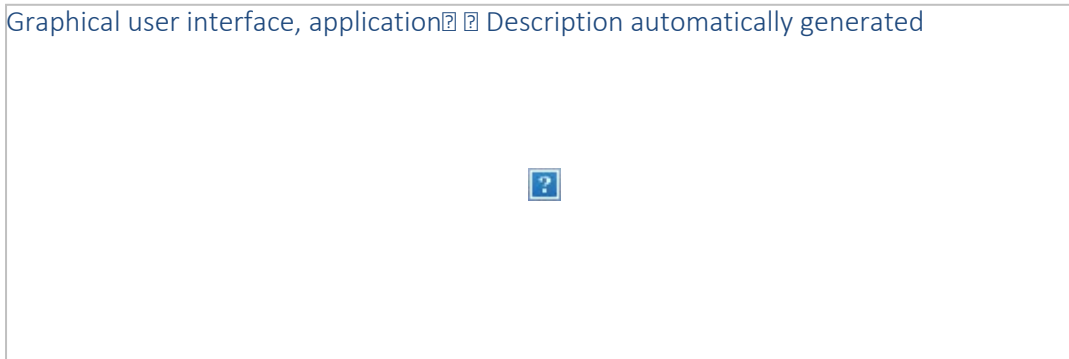 Graphical user interface, application⍰ ⍰ Description automatically generated
?